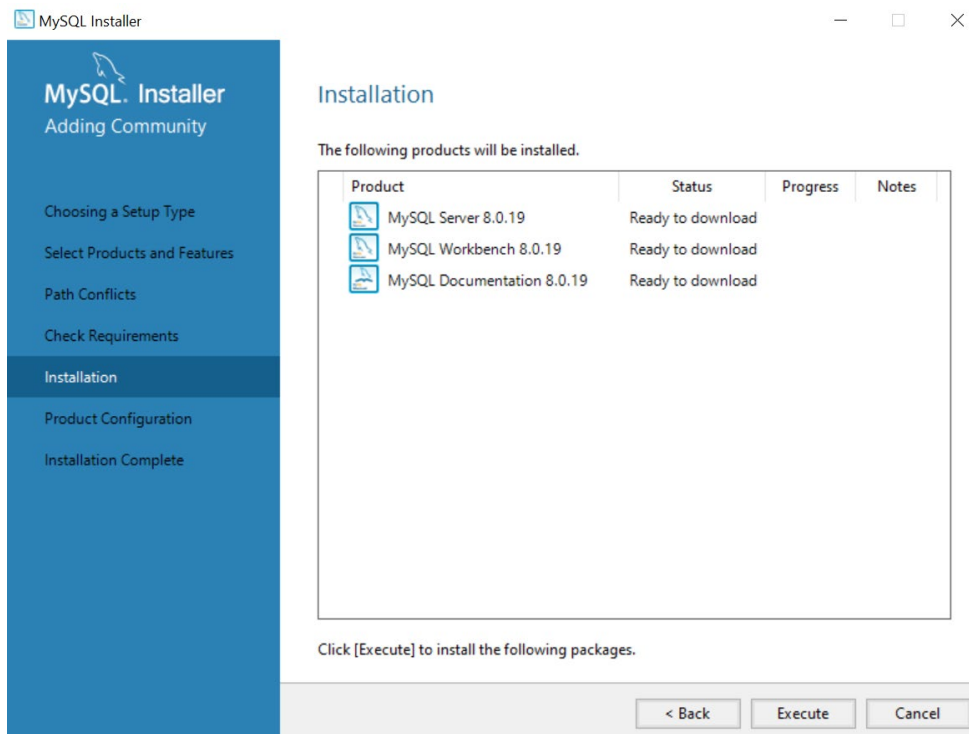 MySQL Installer
MySQL. Installer
Adding Community
Choosing a Setup Type
Select Products and Features
Path Conflicts
Check Requirements
Installation
Product Configuration
Installation Complete
Installation
The following products will be installed.
Product Status Progress Notes
MySQL Server 8.0.19 Ready to download
MySQL Workbench 8.0.19 Ready to download
MySQL Documentation 8.0.19 Ready to download
Click [Execute] to install the following packages.
< Back Execute Cancel